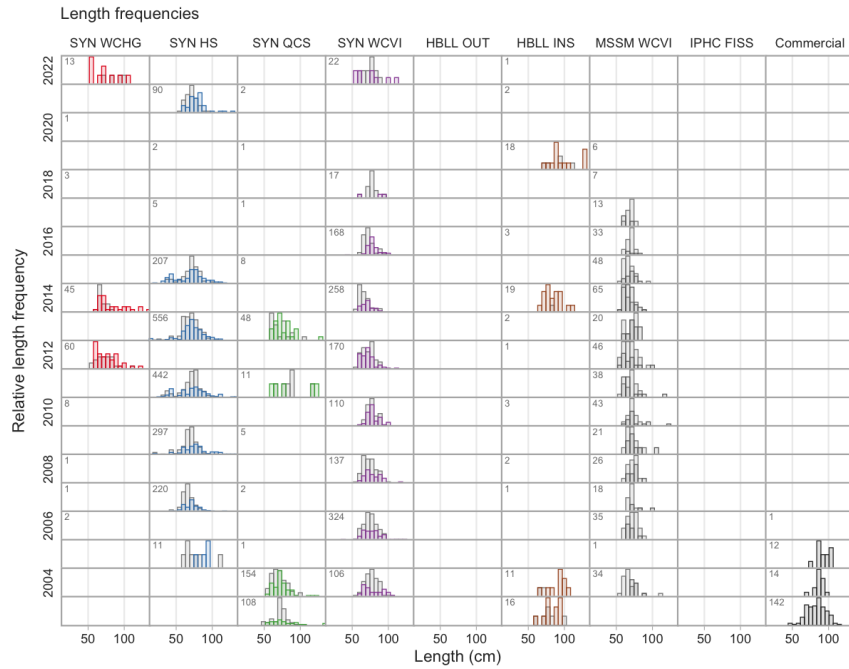 Length frequencies
SYN WCHG SYN HS SYN QCS SYN WCVI HBLL OUT HBLL INS MSSM WCVI IPHC FISS Commercial
2022 13 22 1
90 2 2
2020 1
2 1 18 6
2018 3 17 7
5 1 13
2016 168 3 33
207 8 48
2014 45 258 19 65
556 48 2 20
2012 60 170 1 46
442 11 38
2010 8 110 3 43
297 5 21
2008 1 137 2 26
1 220 2 1 18
2006 2 324 35 1
11 1 1 12
2004 154 106 11 34 14
108 16 142
50 100 50 100 50 100 50 100 50 100 50 100 50 100 50 100 50 100
Length (cm)
Relative length frequency